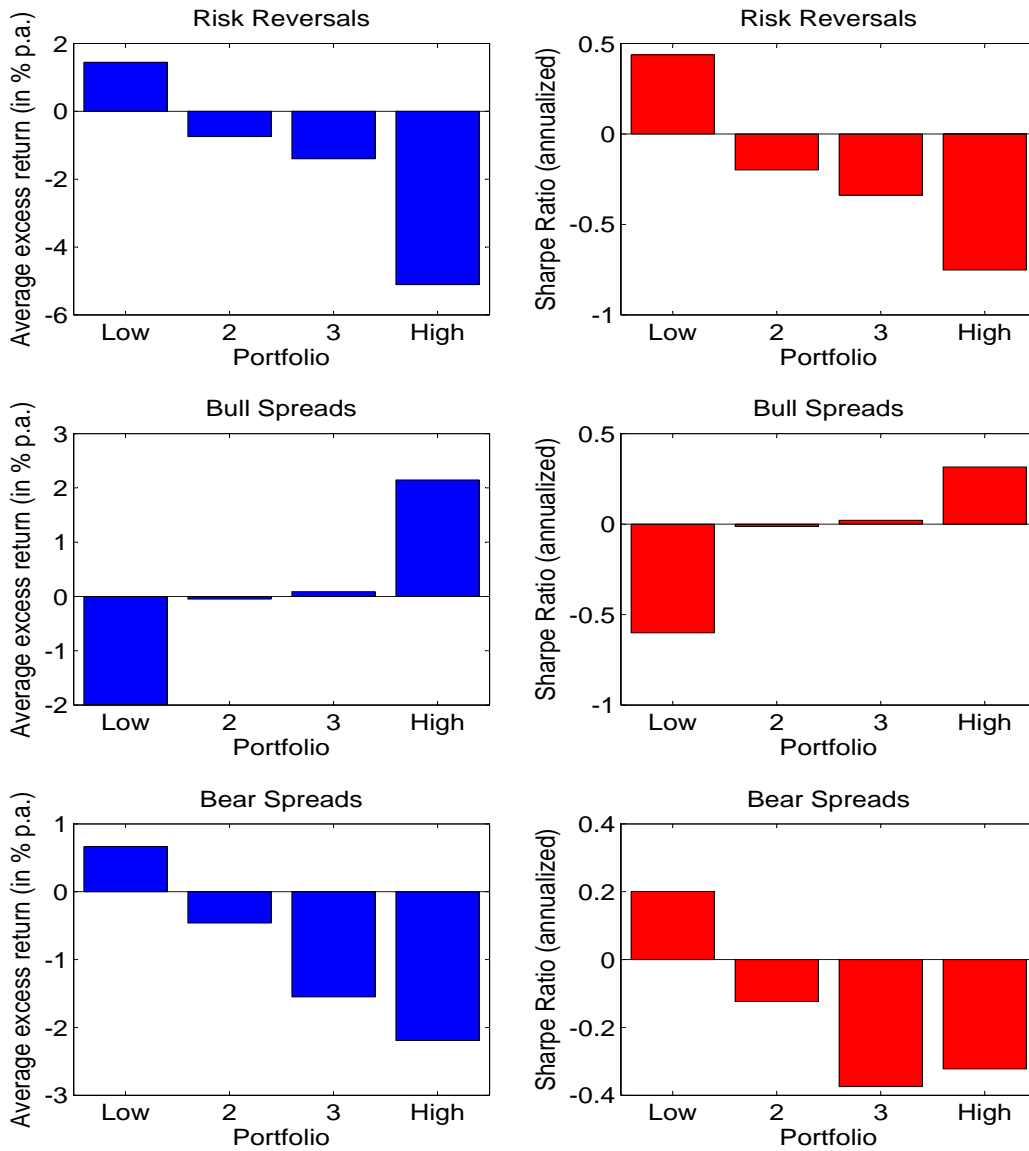 Risk Reversals
Average excess return (in % p.a.)
2
0
-2
-4
-6
Low 2 3 High
Portfolio
Risk Reversals
Sharpe Ratio (annualized)
0.5
0
-0.5
-1
Low 2 3 High
Portfolio
Bull Spreads
Average excess return (in % p.a.)
3
2
1
0
-1
-2
Low 2 3 High
Portfolio
Bull Spreads
Sharpe Ratio (annualized)
0.5
0
-0.5
-1
Low 2 3 High
Portfolio
Bear Spreads
Average excess return (in % p.a.)
1
0
-1
-2
-3
Low 2 3 High
Portfolio
Bear Spreads
Sharpe Ratio (annualized)
0.4
0.2
0
-0.2
-0.4
Low 2 3 High
Portfolio